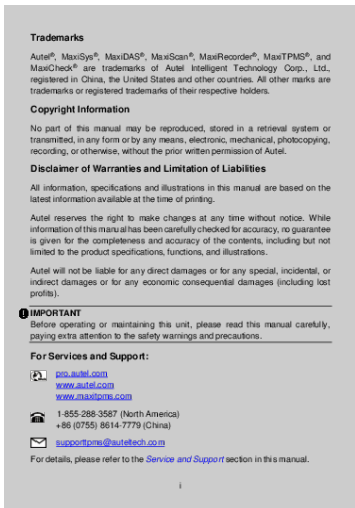 Trademarks
Autel®, MaxiSys®, MaxiDAS®, MaxiScan®, MaxiRecorder®, MaxiTPMS®, and
MaxiCheck® are trademarks of Autel Intelligent Technology Corp., Ltd.,
registered in China, the United States and other countries. All other marks are
trademarks or registered trademarks of their respective holders.
Copyright Information
No part of this manual may be reproduced, stored in a retrieval system or
transmitted, in any form or by any means, electronic, mechanical, photocopying,
recording, or otherwise, without the prior written permission of Autel.
Disclaimer of Warranties and Limitation of Liabilities
All information, specifications and illustrations in this manual are based on the
latest information available at the time of printing.
Autel reserves the right to make changes at any time without notice. While
information of this manual has been carefully checked for accuracy, no guarantee
is given for the completeness and accuracy of the contents, including but not
limited to the product specifications, functions, and illustrations.
Autel will not be liable for any direct damages or for any special, incidental, or
indirect damages or for any economic consequential damages (including lost
profits).
IMPORTANT
Before operating or maintaining this unit, please read this manual carefully,
paying extra attention to the safety warnings and precautions.
For Services and Support:
pro.autel.com
www.autel.com
www.maxitpms.com
1-855-288-3587 (North America)
+86 (0755) 8614-7779 (China)
supporttpms@auteltech.com
For details, please refer to the Service and Support section in this manual.
i